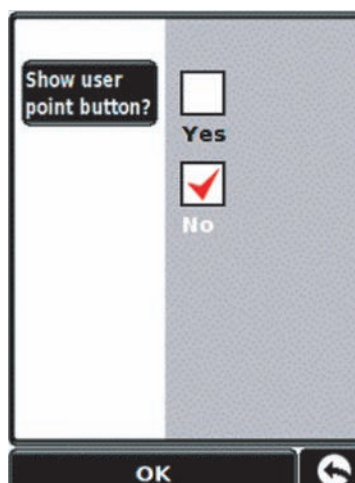 Show user
point button?
Yes
No
OK